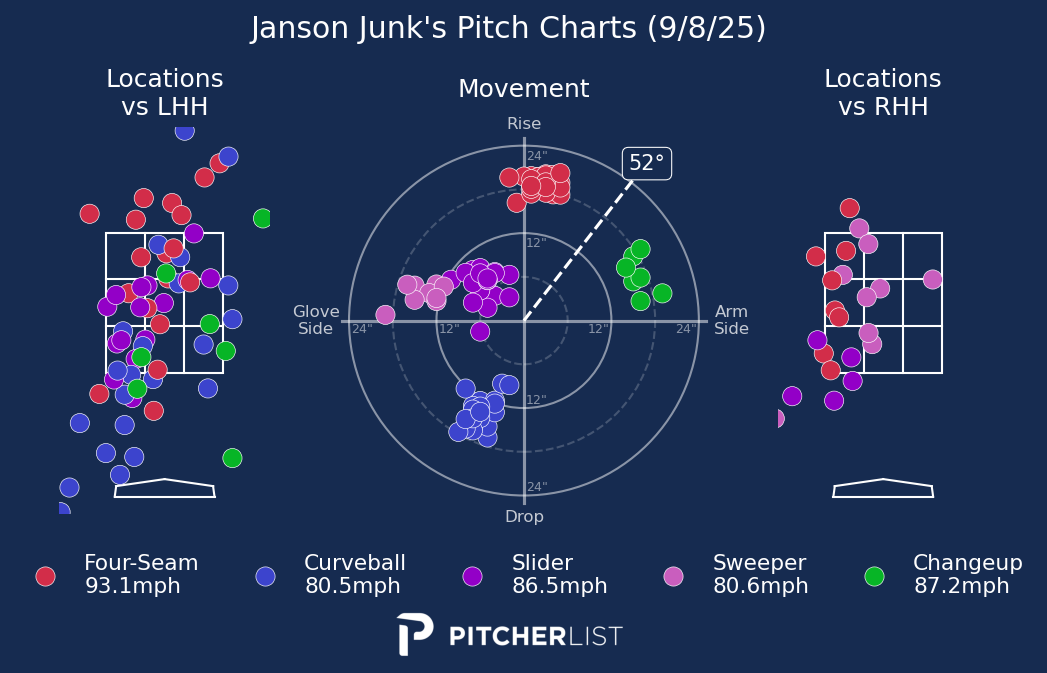 Janson Junk's Pitch Charts (9/8/25)
Locations
vs LHH
Movement
Locations
vs RHH
Rise
24"
52°
12"
Glove
Side
24"
12"
12"
24"
Arm
Side
12"
24"
Drop
Four-Seam
93.1mph
Curveball
80.5mph
Slider
86.5mph
Sweeper
80.6mph
Changeup
87.2mph
PITCHERLIST